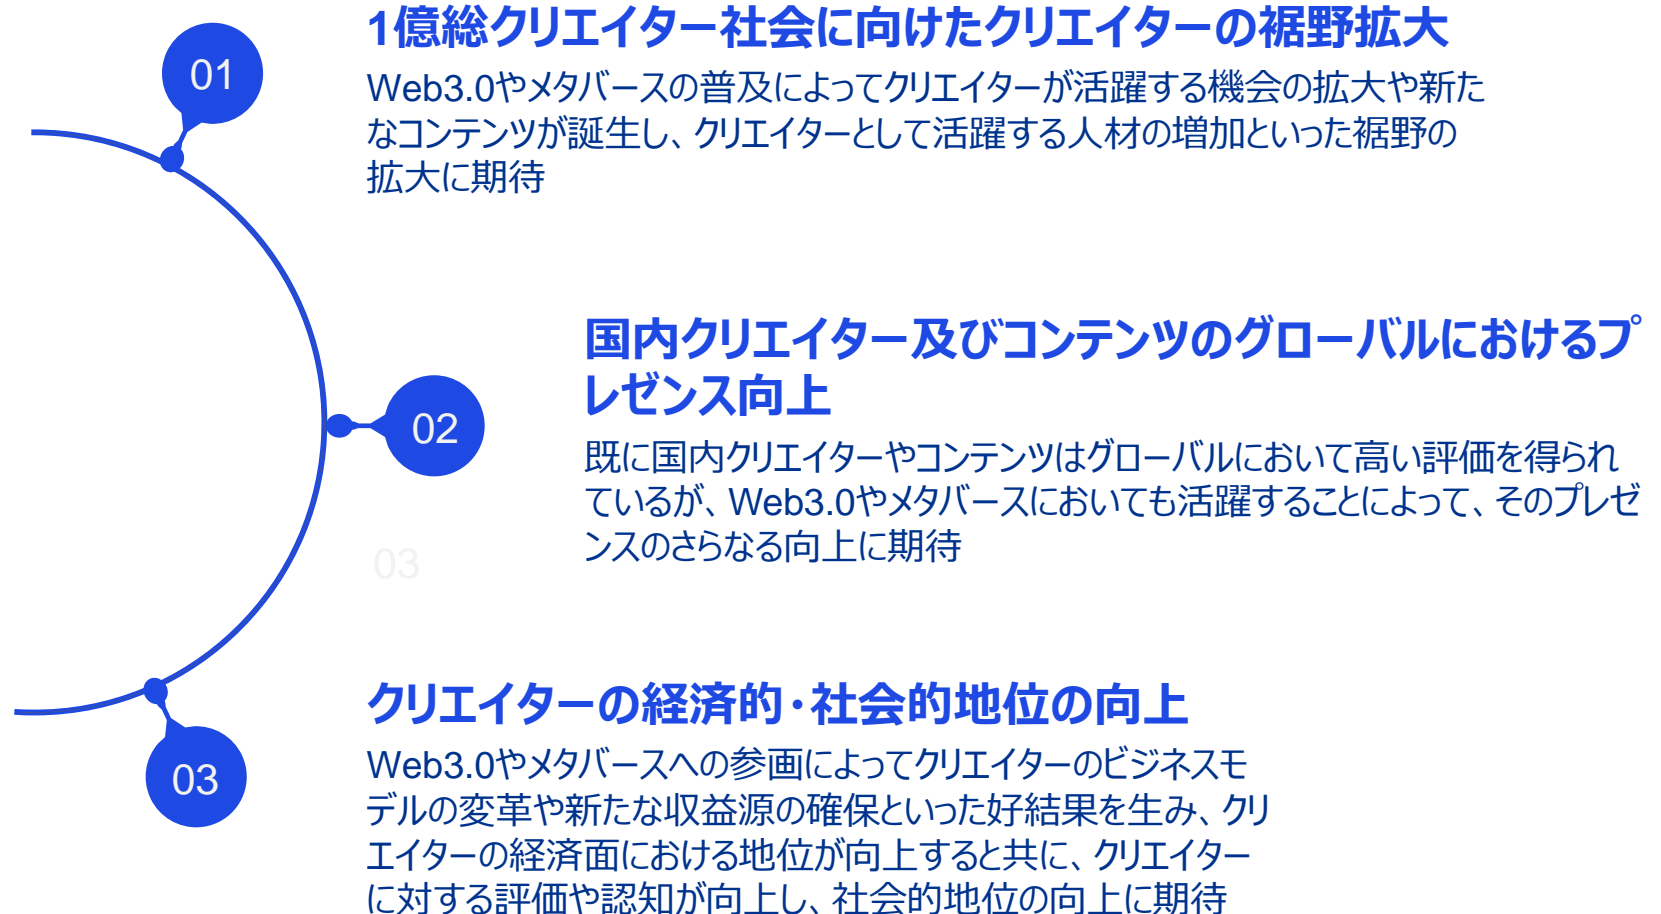 01
1億総クリエイター社会に向けたクリエイターの裾野拡大
Web3.0やメタバースの普及によってクリエイターが活躍する機会の拡大や新た
なコンテンツが誕生し、クリエイターとして活躍する人材の増加といった裾野の
拡大に期待
02
国内クリエイター及びコンテンツのグローバルにおけるプ
レゼンス向上
既に国内クリエイターやコンテンツはグローバルにおいて高い評価を得られ
ているが、Web3.0やメタバースにおいても活躍することによって、そのプレゼ
ンスのさらなる向上に期待
03
03
クリエイターの経済的・社会的地位の向上
Web3.0やメタバースへの参画によってクリエイターのビジネスモ
デルの変革や新たな収益源の確保といった好結果を生み、クリ
エイターの経済面における地位が向上すると共に、クリエイター
に対する評価や認知が向上し、社会的地位の向上に期待